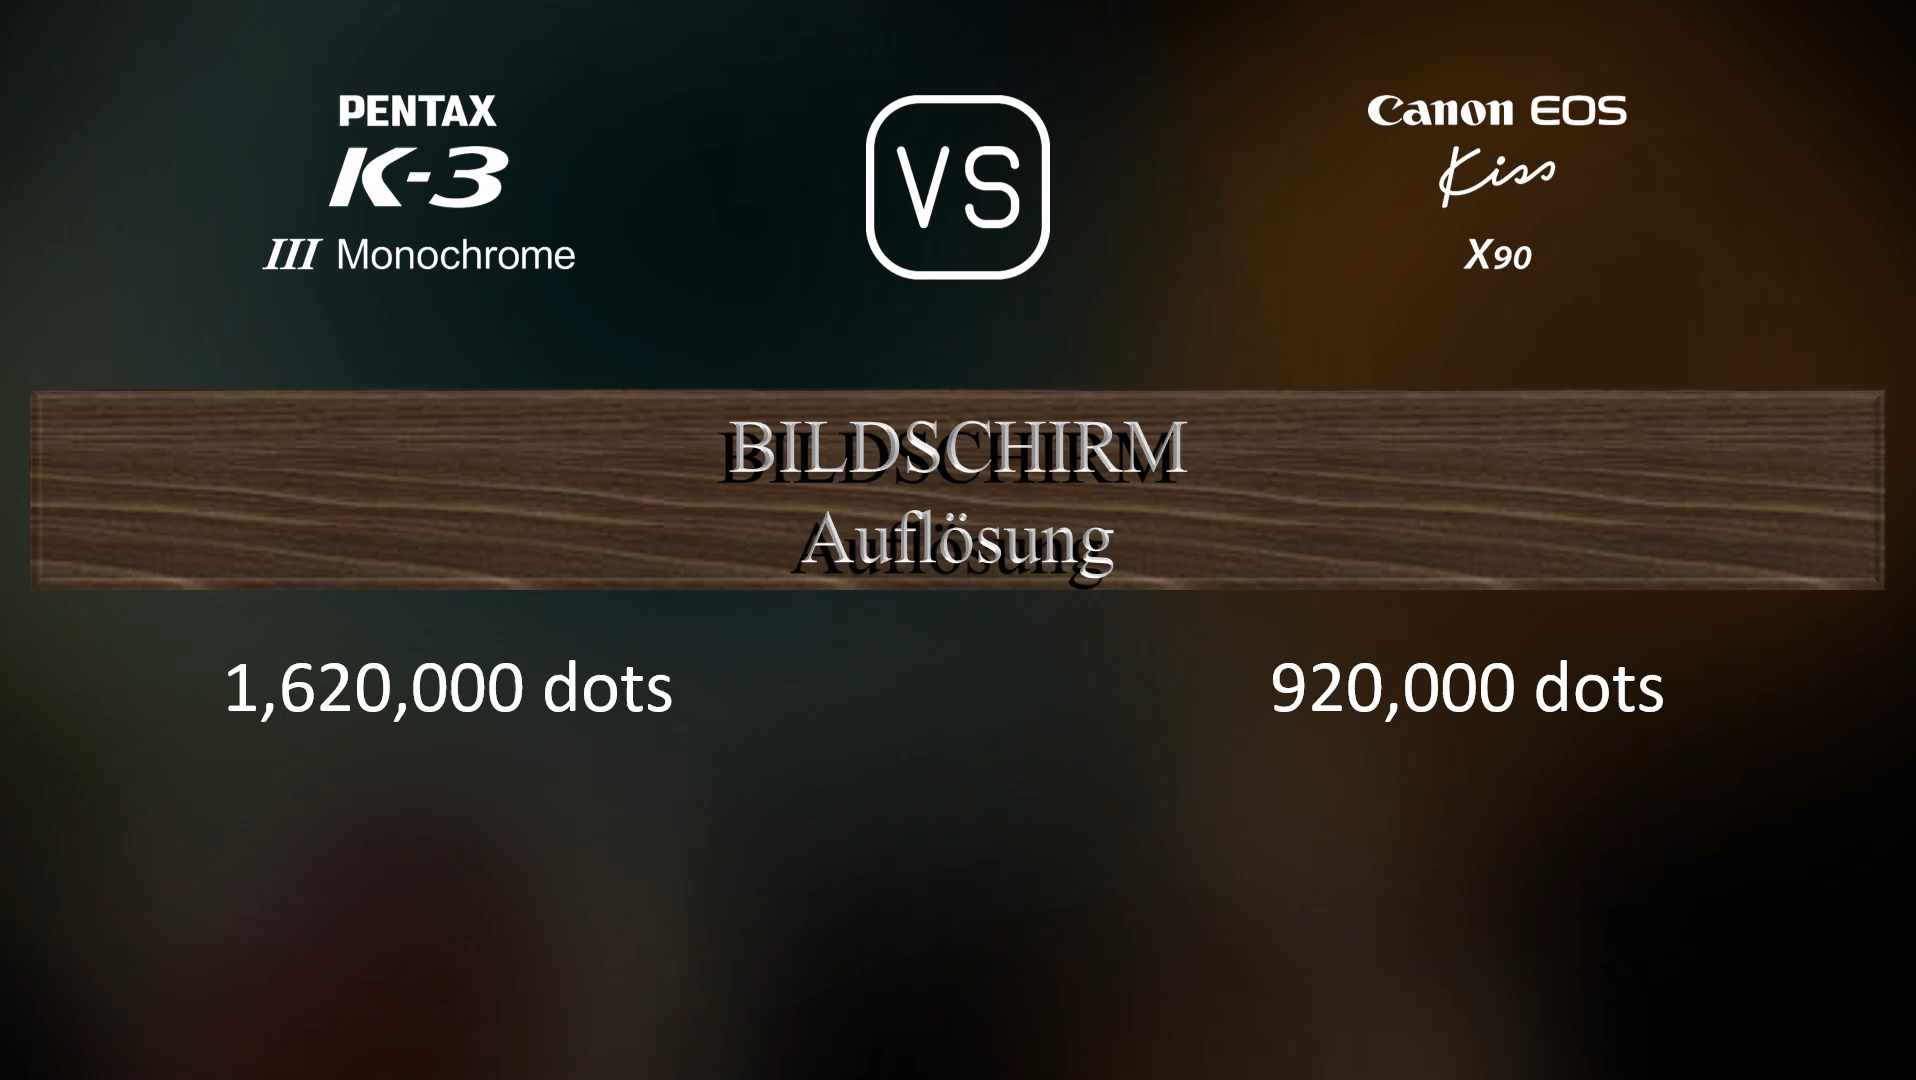 PENTAX
K-3
III Monochrome
VS
Canon EOS
Kiss
X90
BILDSCHIRM
Auflösung
1,620,000 dots
920,000 dots